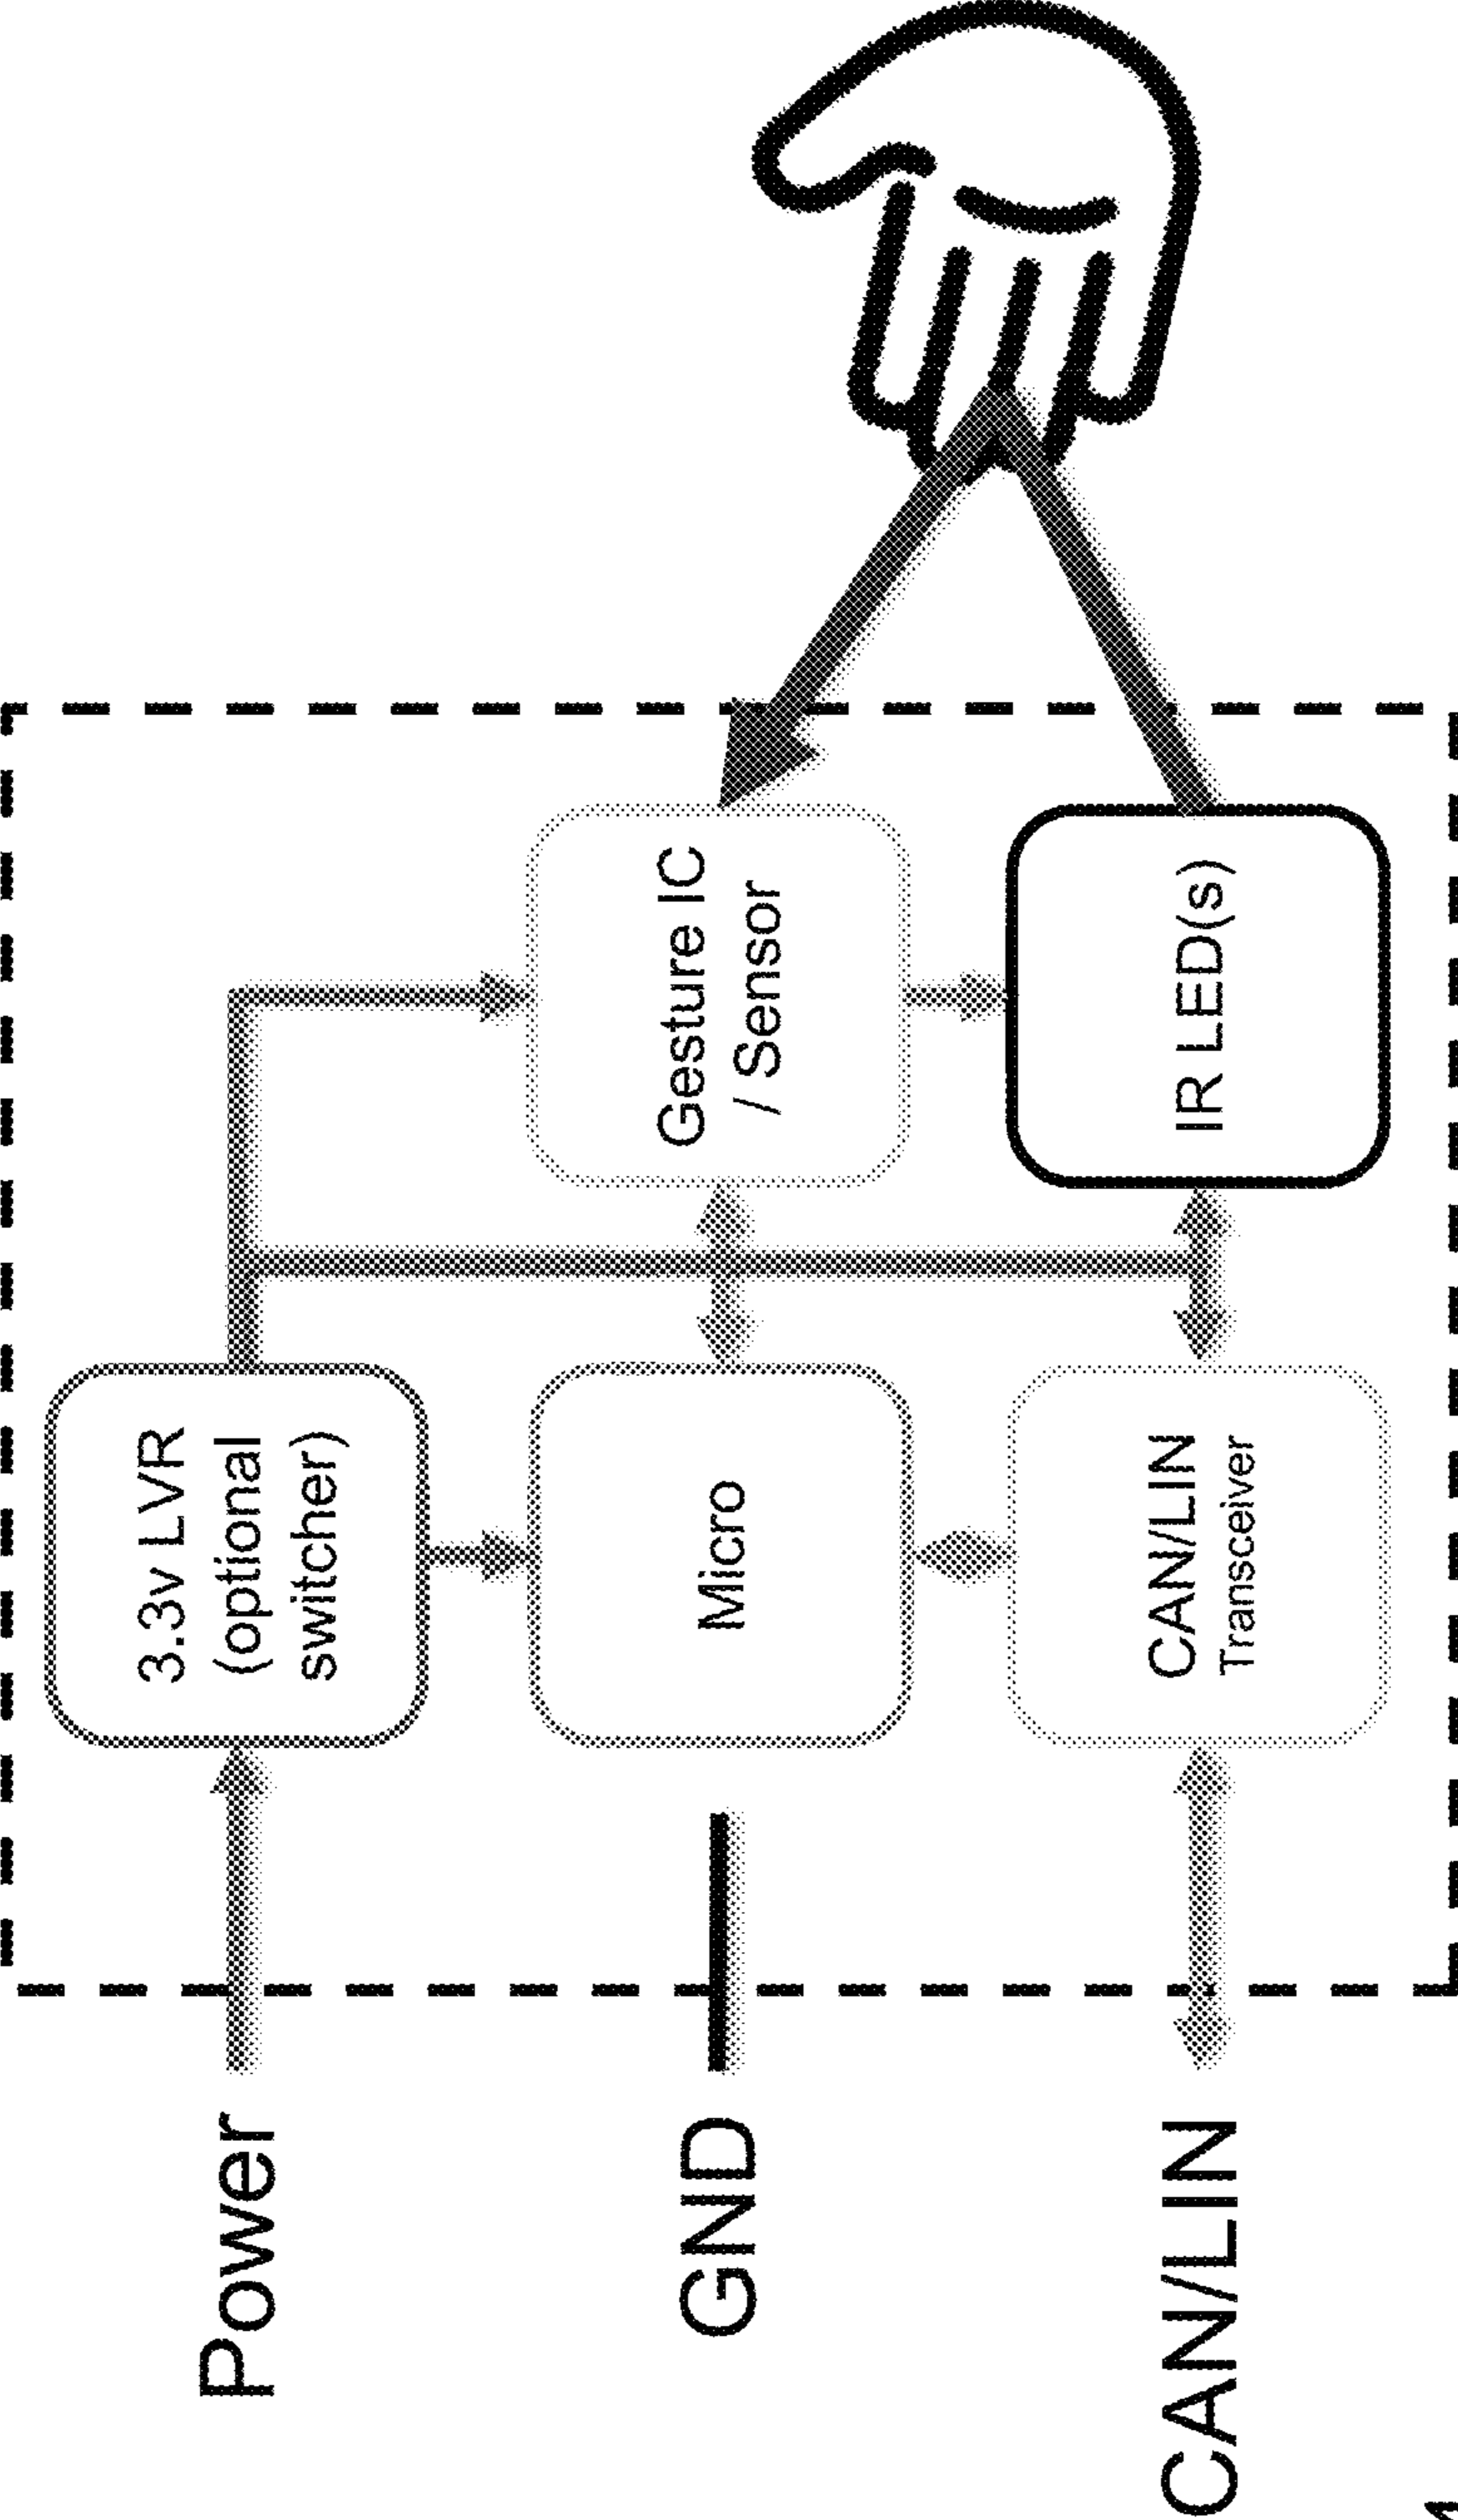 Power
GND
CAN/LIN
3.3v LVR
(optional
switcher)
Micro
CAN/LIN
Transceiver
Gesture IC
/ Sensor
IR LED(s)